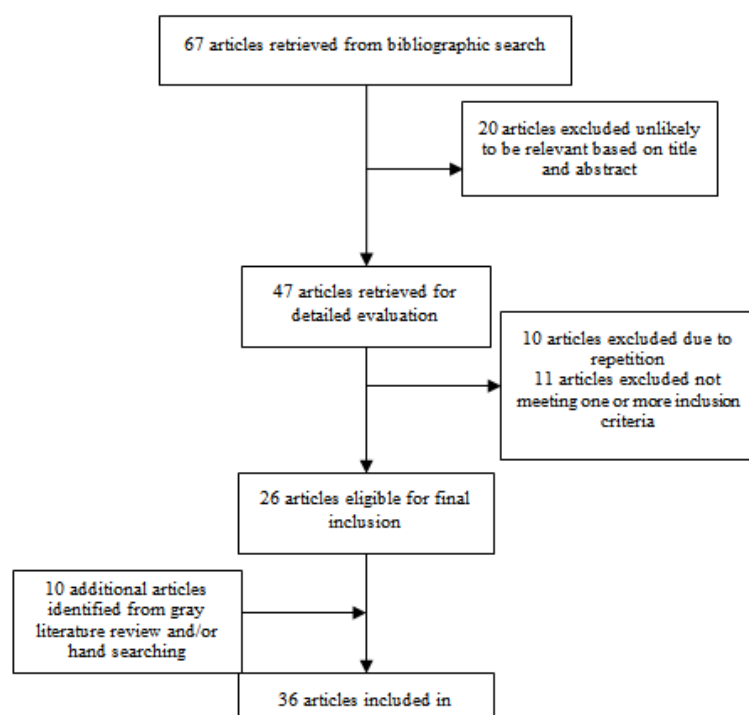 67 articles retrieved from bibliographic search
20 articles excluded unlikely
to be relevant based on title
and abstract
47 articles retrieved for
detailed evaluation
10 articles excluded due to
repetition
11 articles excluded not
meeting one or more inclusion
criteria
26 articles eligible for final
inclusion
10 additional articles
identified from gray
literature review and/or
hand searching
36 articles included in